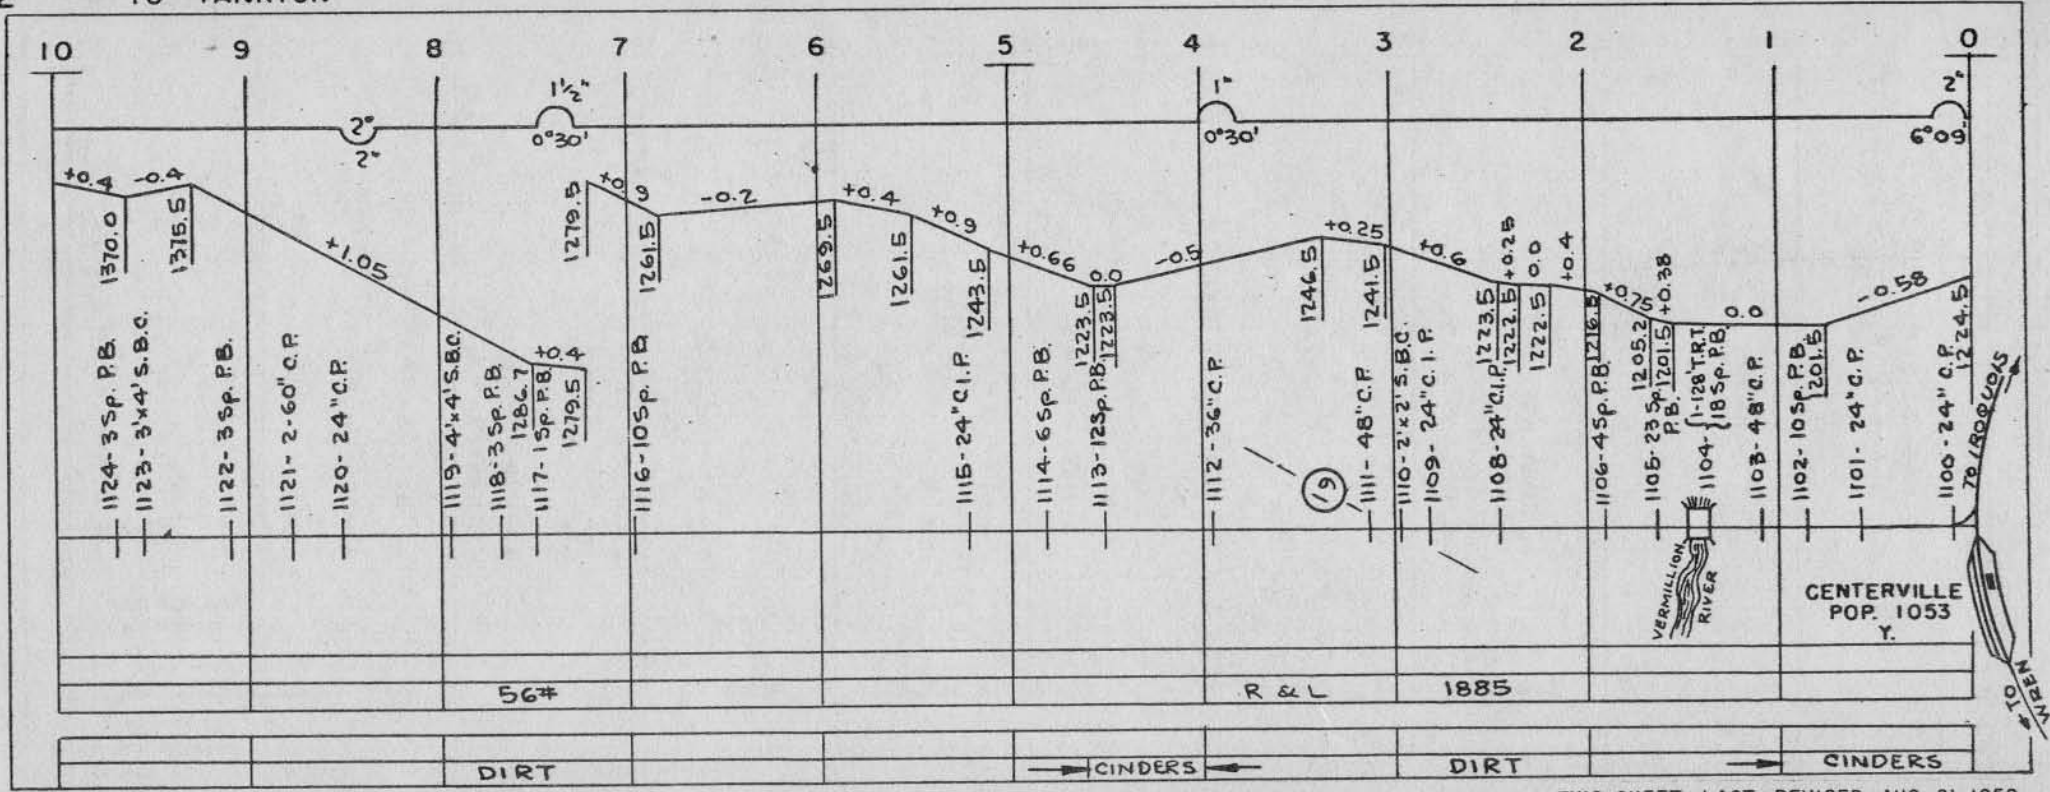 10 9 8 7 6 5 4 3 2 1 0
2° 2" 1½" 0°30' 1" 0°30' 2" 6°09'
+0.4 -0.4 +1.05 +0.4 +0.9 -0.2 +0.4 +0.9 +0.66 0.0 -0.5 +0.25 +0.6 +0.25 0.0 +0.4 +0.75 +0.38 0.0 -0.58
1370.0 1375.5 1286.7 1279.5 1279.5 1261.5 1269.5 1261.5 1243.5 1223.5 1223.5 1246.5 1241.5 1223.5 1222.5 1222.5 1216.5 1205.2 1201.5 1201.5 1224.5
1124-3 Sp. P.B.
1123-3'x4' S.B.C.
1122-3 Sp. P.B.
1121-2-60" C.P.
1120-24" C.P.
1119-4'x4' S.B.C.
1118-3 Sp. P.B.
1117-1 Sp. P.B.
1116-10 Sp. P.B.
1115-24" C.I.P.
1114-6 Sp. P.B.
1113-12 Sp. P.B.
1112-36" C.P.
19
1111-48" C.P.
1110-2'x2' S.B.C.
1109-24" C.I.P.
1108-24" C.I.P.
1106-4 Sp. P.B.
1105-23 Sp. P.B.
1104-{1-128' T.R.T.
{18 Sp. P.B.
1103-48" C.P.
1102-10 Sp. P.B.
1101-24" C.P.
1100-24" C.P.
TO IROQUOIS
VERMILLION
RIVER
CENTERVILLE
POP. 1053
Y.
TO WREN
56# R & L 1885
DIRT CINDERS DIRT CINDERS